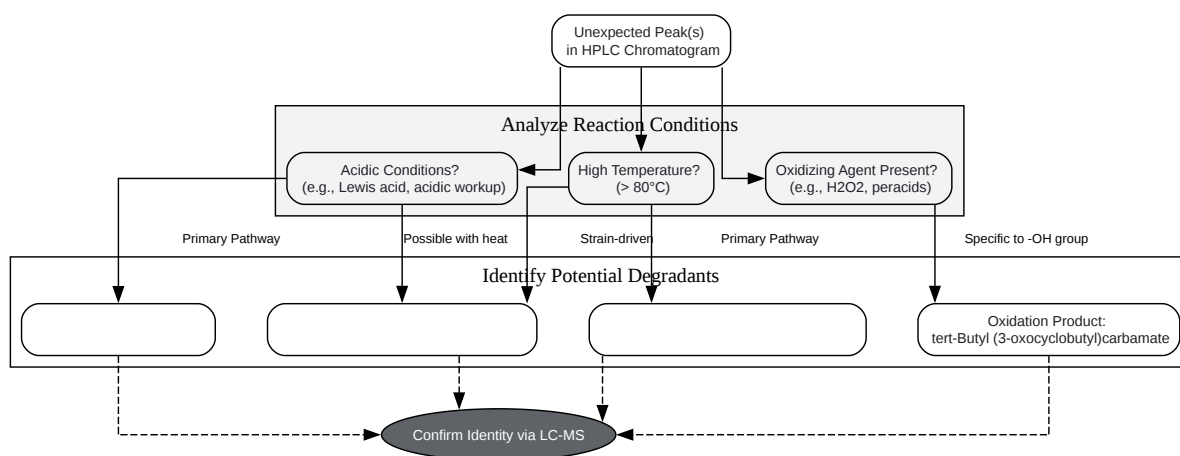 Unexpected Peak(s)
in HPLC Chromatogram
Analyze Reaction Conditions
Acidic Conditions?
(e.g., Lewis acid, acidic workup)
High Temperature?
(> 80°C)
Oxidizing Agent Present?
(e.g., H2O2, peracids)
Primary Pathway
Possible with heat
Strain-driven
Primary Pathway
Specific to -OH group
Identify Potential Degradants
Oxidation Product:
tert-Butyl (3-oxocyclobutyl)carbamate
Confirm Identity via LC-MS